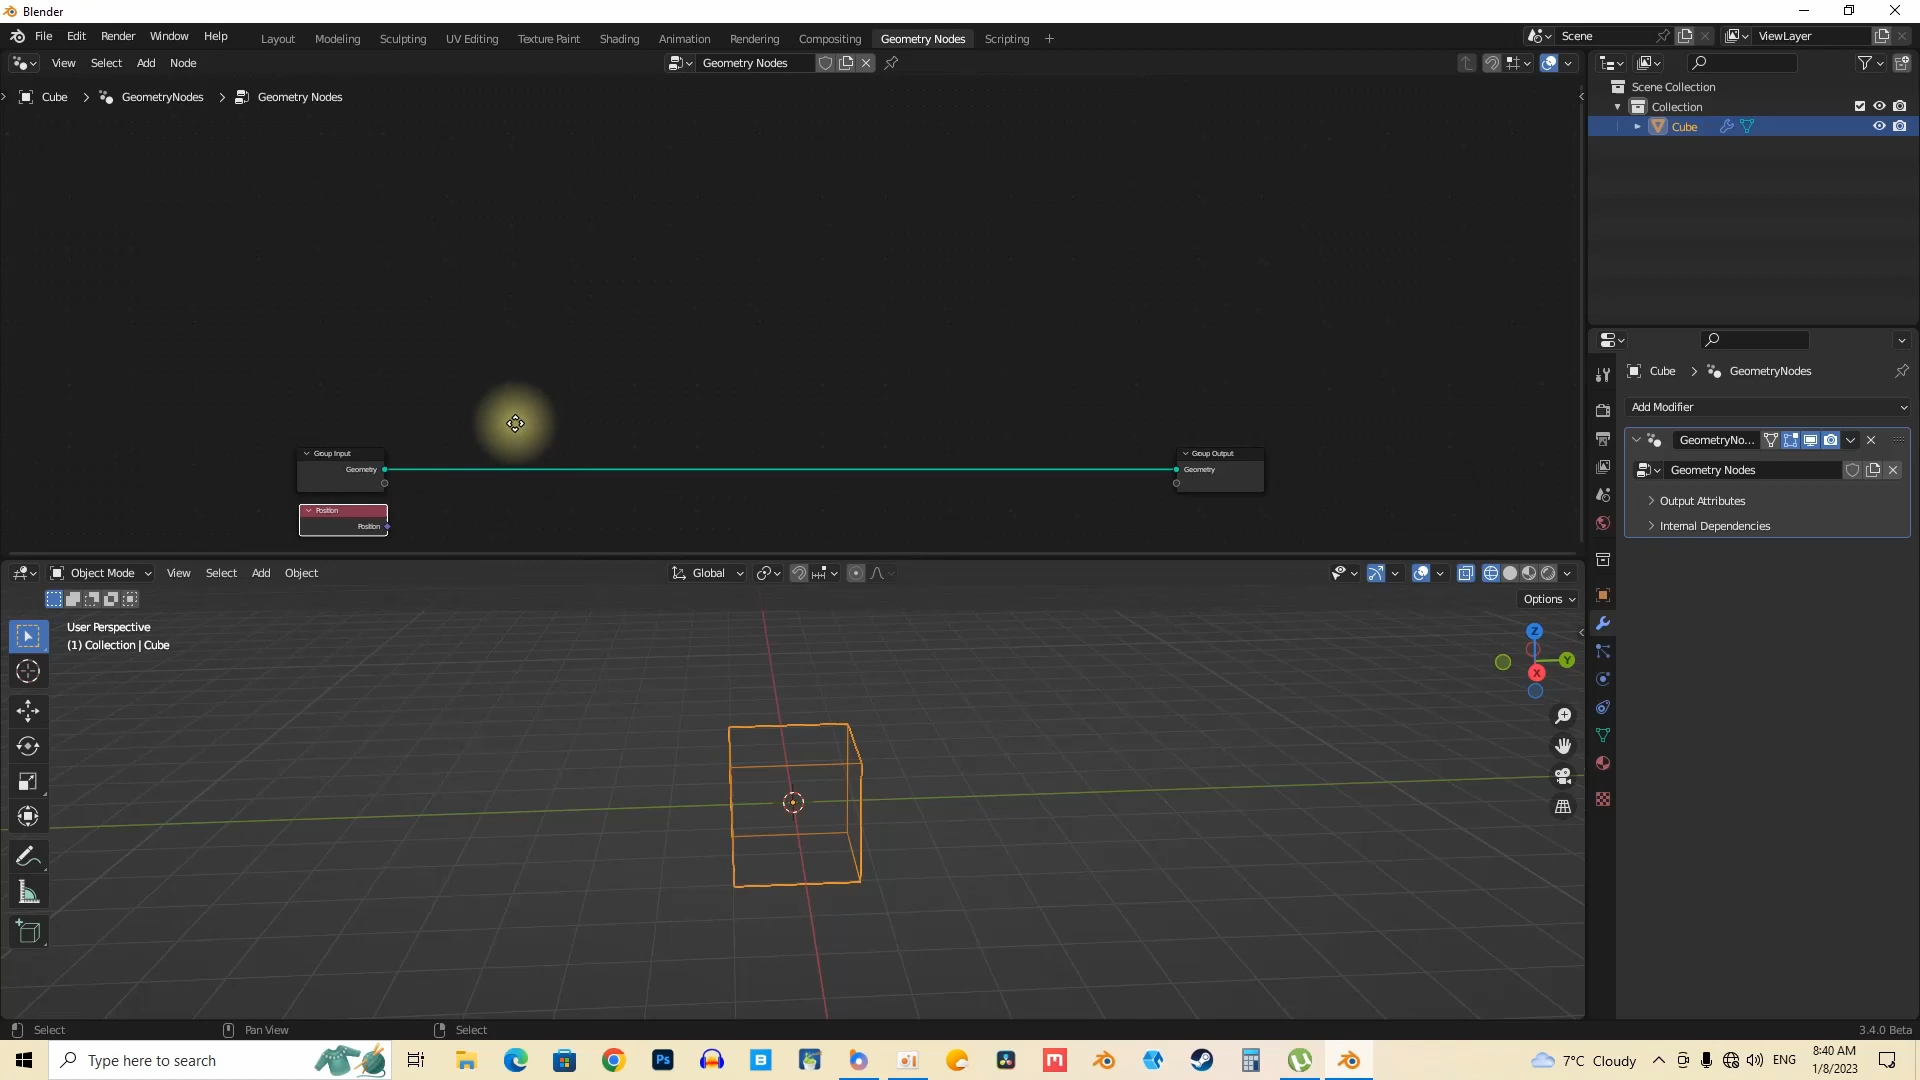 Blender
File Edit Render Window Help
Layout Modeling Sculpting UV Editing Texture Paint Shading Animation Rendering Compositing Geometry Nodes Scripting
Scene
ViewLayer
View Select Add Node
Geometry Nodes
Cube > GeometryNodes > Geometry Nodes
Scene Collection
Collection
Cube
Group Input
Geometry
Position
Position
Group Output
Geometry
Cube > GeometryNodes
Add Modifier
GeometryNo...
Geometry Nodes
Output Attributes
Internal Dependencies
Object Mode View Select Add Object
Global
Options
User Perspective
(1) Collection | Cube
Z
Y
X
Select
Pan View
Select
3.4.0 Beta
Type here to search
Ps
B
M
7°C Cloudy
ENG
8:40 AM
1/8/2023